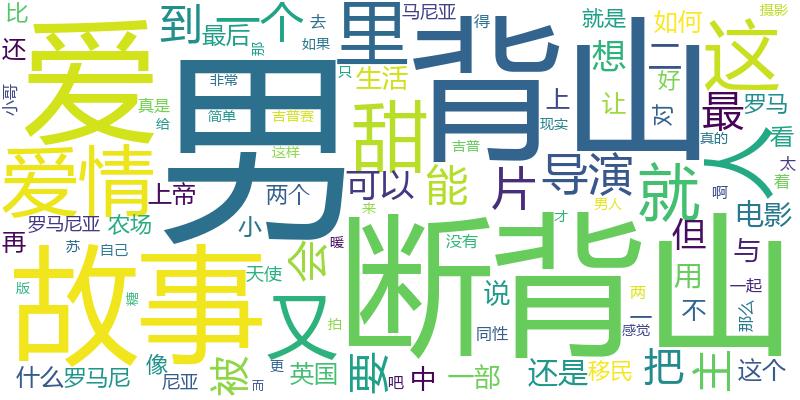 比
到
一个
去
马尼亚
得
就是
如何
摄影
还
最后
谓
如果
里
背山
想
二
好
这
爱
男
非常
只
生活
上
让
对
最
罗马
小哥
真是
给
简单
吉普赛
甜
现实
真的
人
看
爱情
这样
吉普
太
上帝
两个
可以
能
片
导演
就
着
罗马尼亚
农场
小
来
才
男人
啊
电影
再
苏
自己
暖
没有
但
与
故事
又
会
断背山
天使
说
用
不
一起
版
拍
同性
两
一
感觉
那么
什么
罗马尼
像
尼亚
被
更
而
英国
要
吧
中
一部
还是
移民
把
王
这个